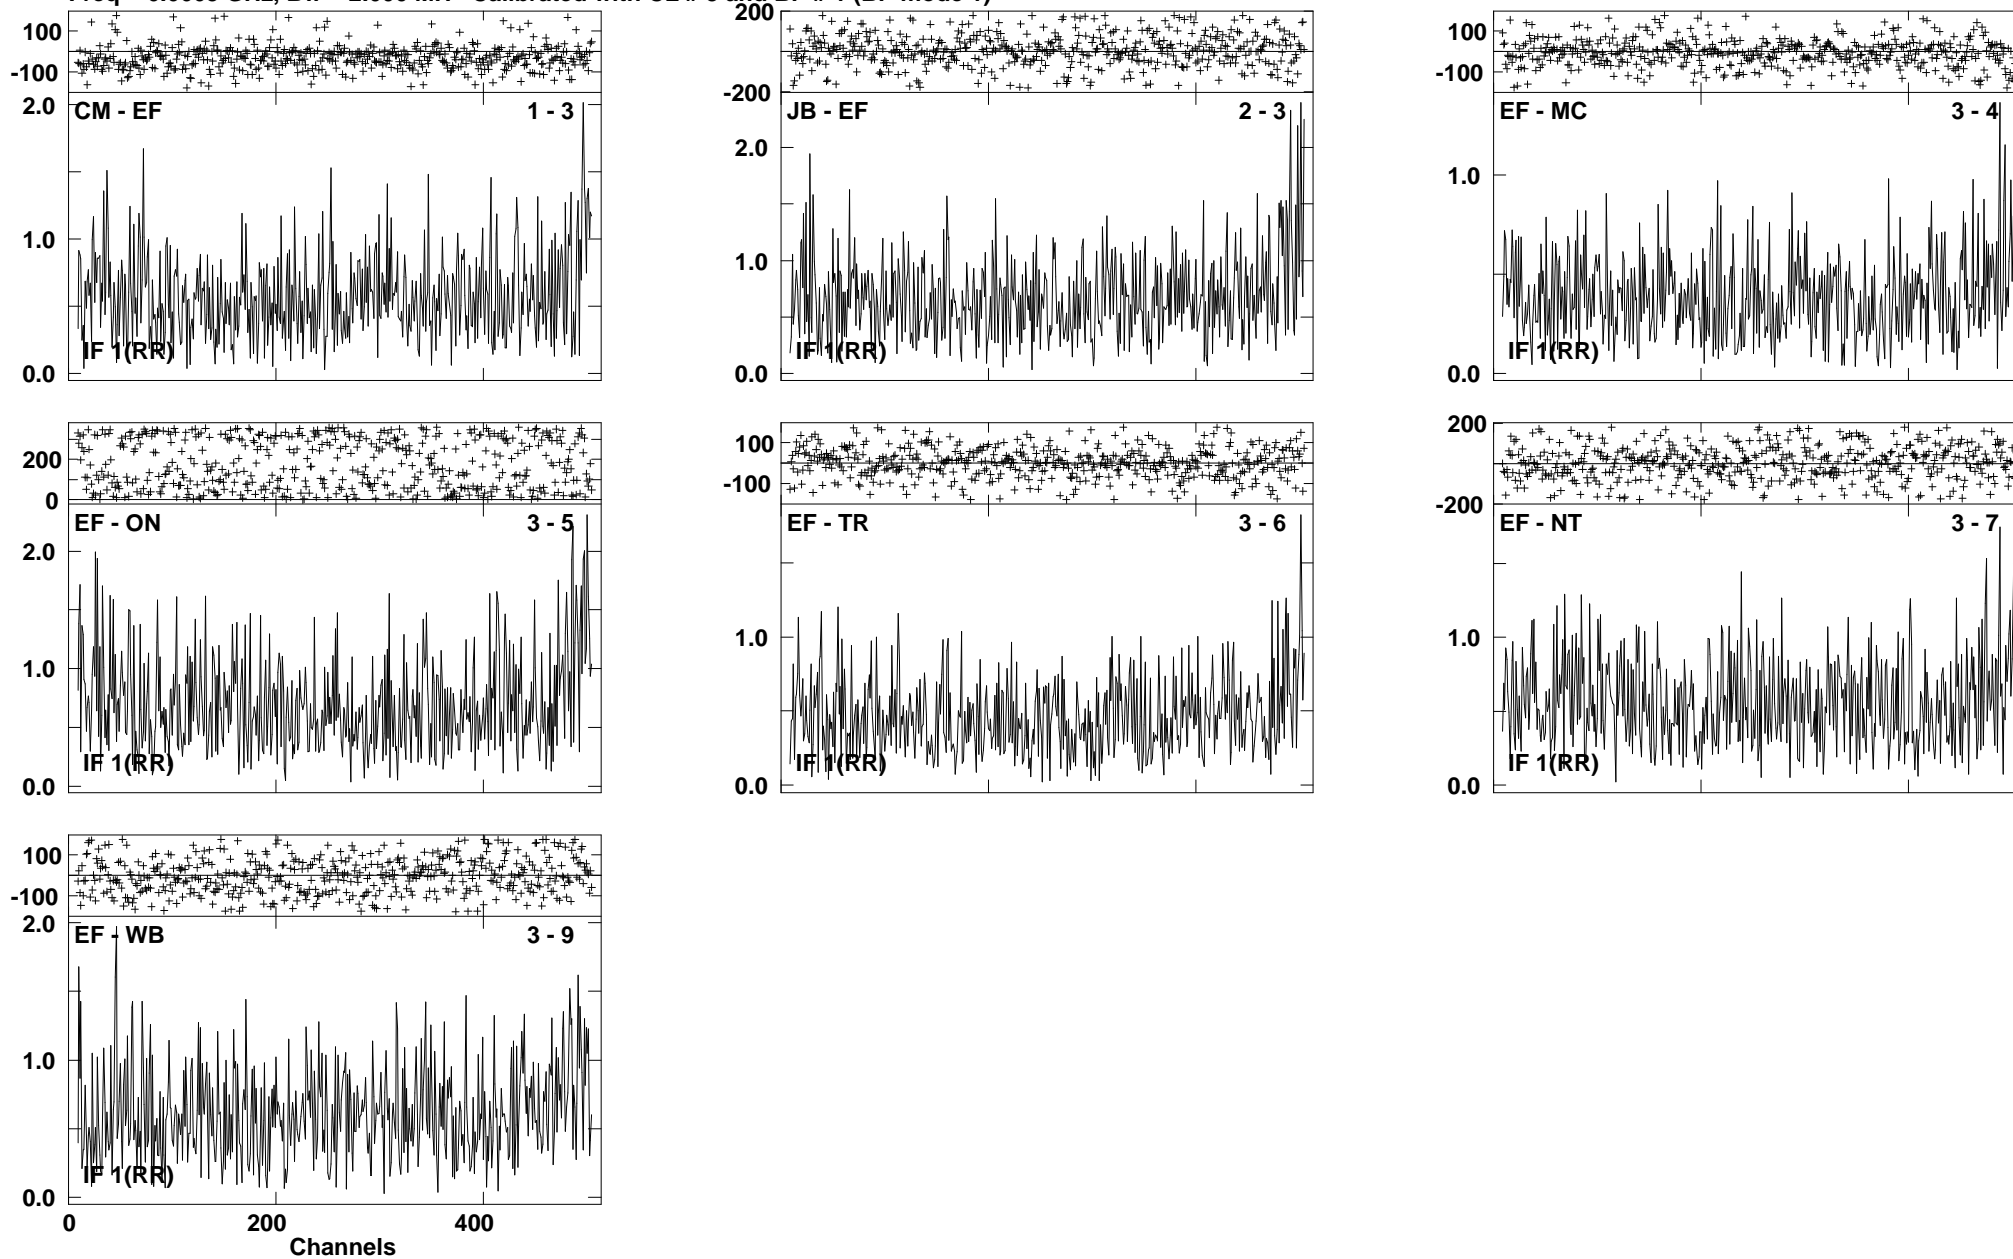 200
100
-100
100
-100
-200
2.0
CM - EF 1 - 3
1.0
IF 1(RR)
0.0
JB - EF 2 - 3
2.0
1.0
IF 1(RR)
0.0
EF - MC 3 - 4
1.0
IF 1(RR)
0.0
200
0
100
-100
200
-200
EF - ON 3 - 5
2.0
1.0
IF 1(RR)
0.0
EF - TR 3 - 6
1.0
IF 1(RR)
0.0
EF - NT 3 - 7
1.0
IF 1(RR)
0.0
100
-100
2.0
EF - WB 3 - 9
1.0
IF 1(RR)
0.0
0 200 400
Channels